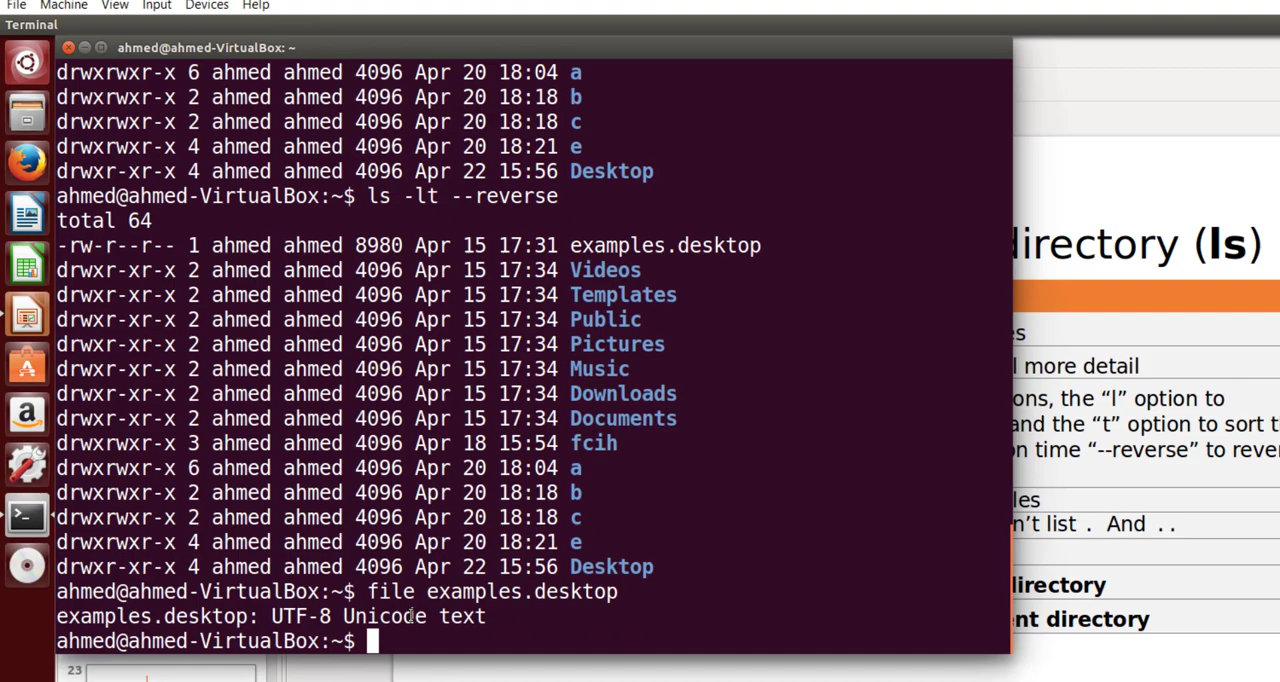 File Machine View Input Devices Help
Terminal
ahmed@ahmed-VirtualBox: ~
drwxrwxr-x 6 ahmed ahmed 4096 Apr 20 18:04 a
drwxrwxr-x 2 ahmed ahmed 4096 Apr 20 18:18 b
drwxrwxr-x 2 ahmed ahmed 4096 Apr 20 18:18 c
drwxrwxr-x 4 ahmed ahmed 4096 Apr 20 18:21 e
drwxr-xr-x 4 ahmed ahmed 4096 Apr 22 15:56 Desktop
ahmed@ahmed-VirtualBox:~$ ls -lt --reverse
total 64
-rw-r--r-- 1 ahmed ahmed 8980 Apr 15 17:31 examples.desktop
drwxr-xr-x 2 ahmed ahmed 4096 Apr 15 17:34 Videos
drwxr-xr-x 2 ahmed ahmed 4096 Apr 15 17:34 Templates
drwxr-xr-x 2 ahmed ahmed 4096 Apr 15 17:34 Public
drwxr-xr-x 2 ahmed ahmed 4096 Apr 15 17:34 Pictures
drwxr-xr-x 2 ahmed ahmed 4096 Apr 15 17:34 Music
drwxr-xr-x 2 ahmed ahmed 4096 Apr 15 17:34 Downloads
drwxr-xr-x 2 ahmed ahmed 4096 Apr 15 17:34 Documents
drwxrwxr-x 3 ahmed ahmed 4096 Apr 18 15:54 fcih
drwxrwxr-x 6 ahmed ahmed 4096 Apr 20 18:04 a
drwxrwxr-x 2 ahmed ahmed 4096 Apr 20 18:18 b
drwxrwxr-x 2 ahmed ahmed 4096 Apr 20 18:18 c
drwxrwxr-x 4 ahmed ahmed 4096 Apr 20 18:21 e
drwxr-xr-x 4 ahmed ahmed 4096 Apr 22 15:56 Desktop
ahmed@ahmed-VirtualBox:~$ file examples.desktop
examples.desktop: UTF-8 Unicode text
ahmed@ahmed-VirtualBox:~$
directory (ls)
es
l more detail
ons, the “l” option to
and the “t” option to sort t
on time “--reverse” to rever
les
n’t list . And ..
directory
nt directory
23